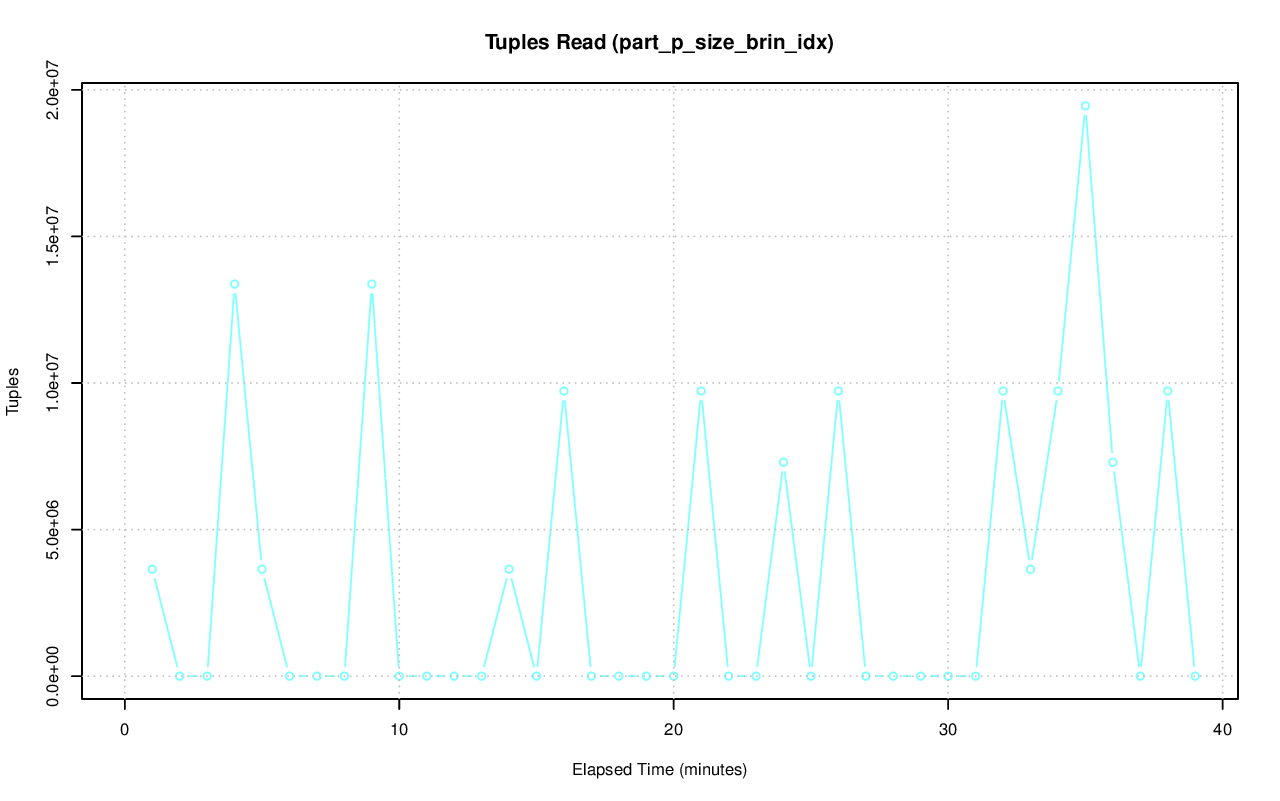 Tuples Read (part_p_size_brin_idx)
2.0e+07
1.5e+07
1.0e+07
5.0e+06
0.0e+00
Tuples
0 10 20 30 40
Elapsed Time (minutes)